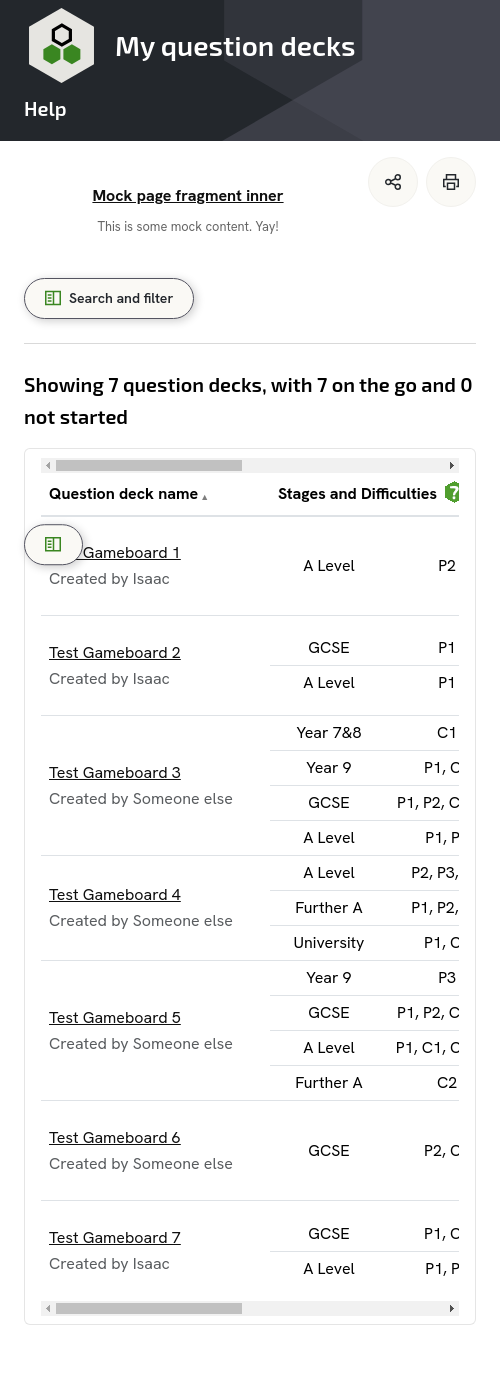 My question decks
Help
Mock page fragment inner
This is some mock content. Yay!
Search and filter
Showing 7 question decks, with 7 on the go and 0
not started
Question deck name ▴ Stages and Difficulties ?
Gameboard 1
Created by Isaac
A Level P2
Test Gameboard 2
Created by Isaac
GCSE P1
A Level P1
Test Gameboard 3
Created by Someone else
Year 7&8 C1
Year 9 P1, C
GCSE P1, P2, C
A Level P1, P
Test Gameboard 4
Created by Someone else
A Level P2, P3,
Further A P1, P2,
University P1, C
Test Gameboard 5
Created by Someone else
Year 9 P3
GCSE P1, P2, C
A Level P1, C1, C
Further A C2
Test Gameboard 6
Created by Someone else
GCSE P2, C
Test Gameboard 7
Created by Isaac
GCSE P1, C
A Level P1, P